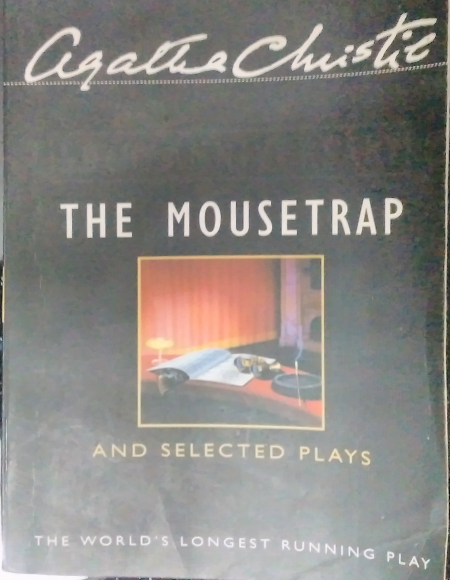 Agatha Christie
THE MOUSETRAP
AND SELECTED PLAYS
THE WORLD'S LONGEST RUNNING PLAY